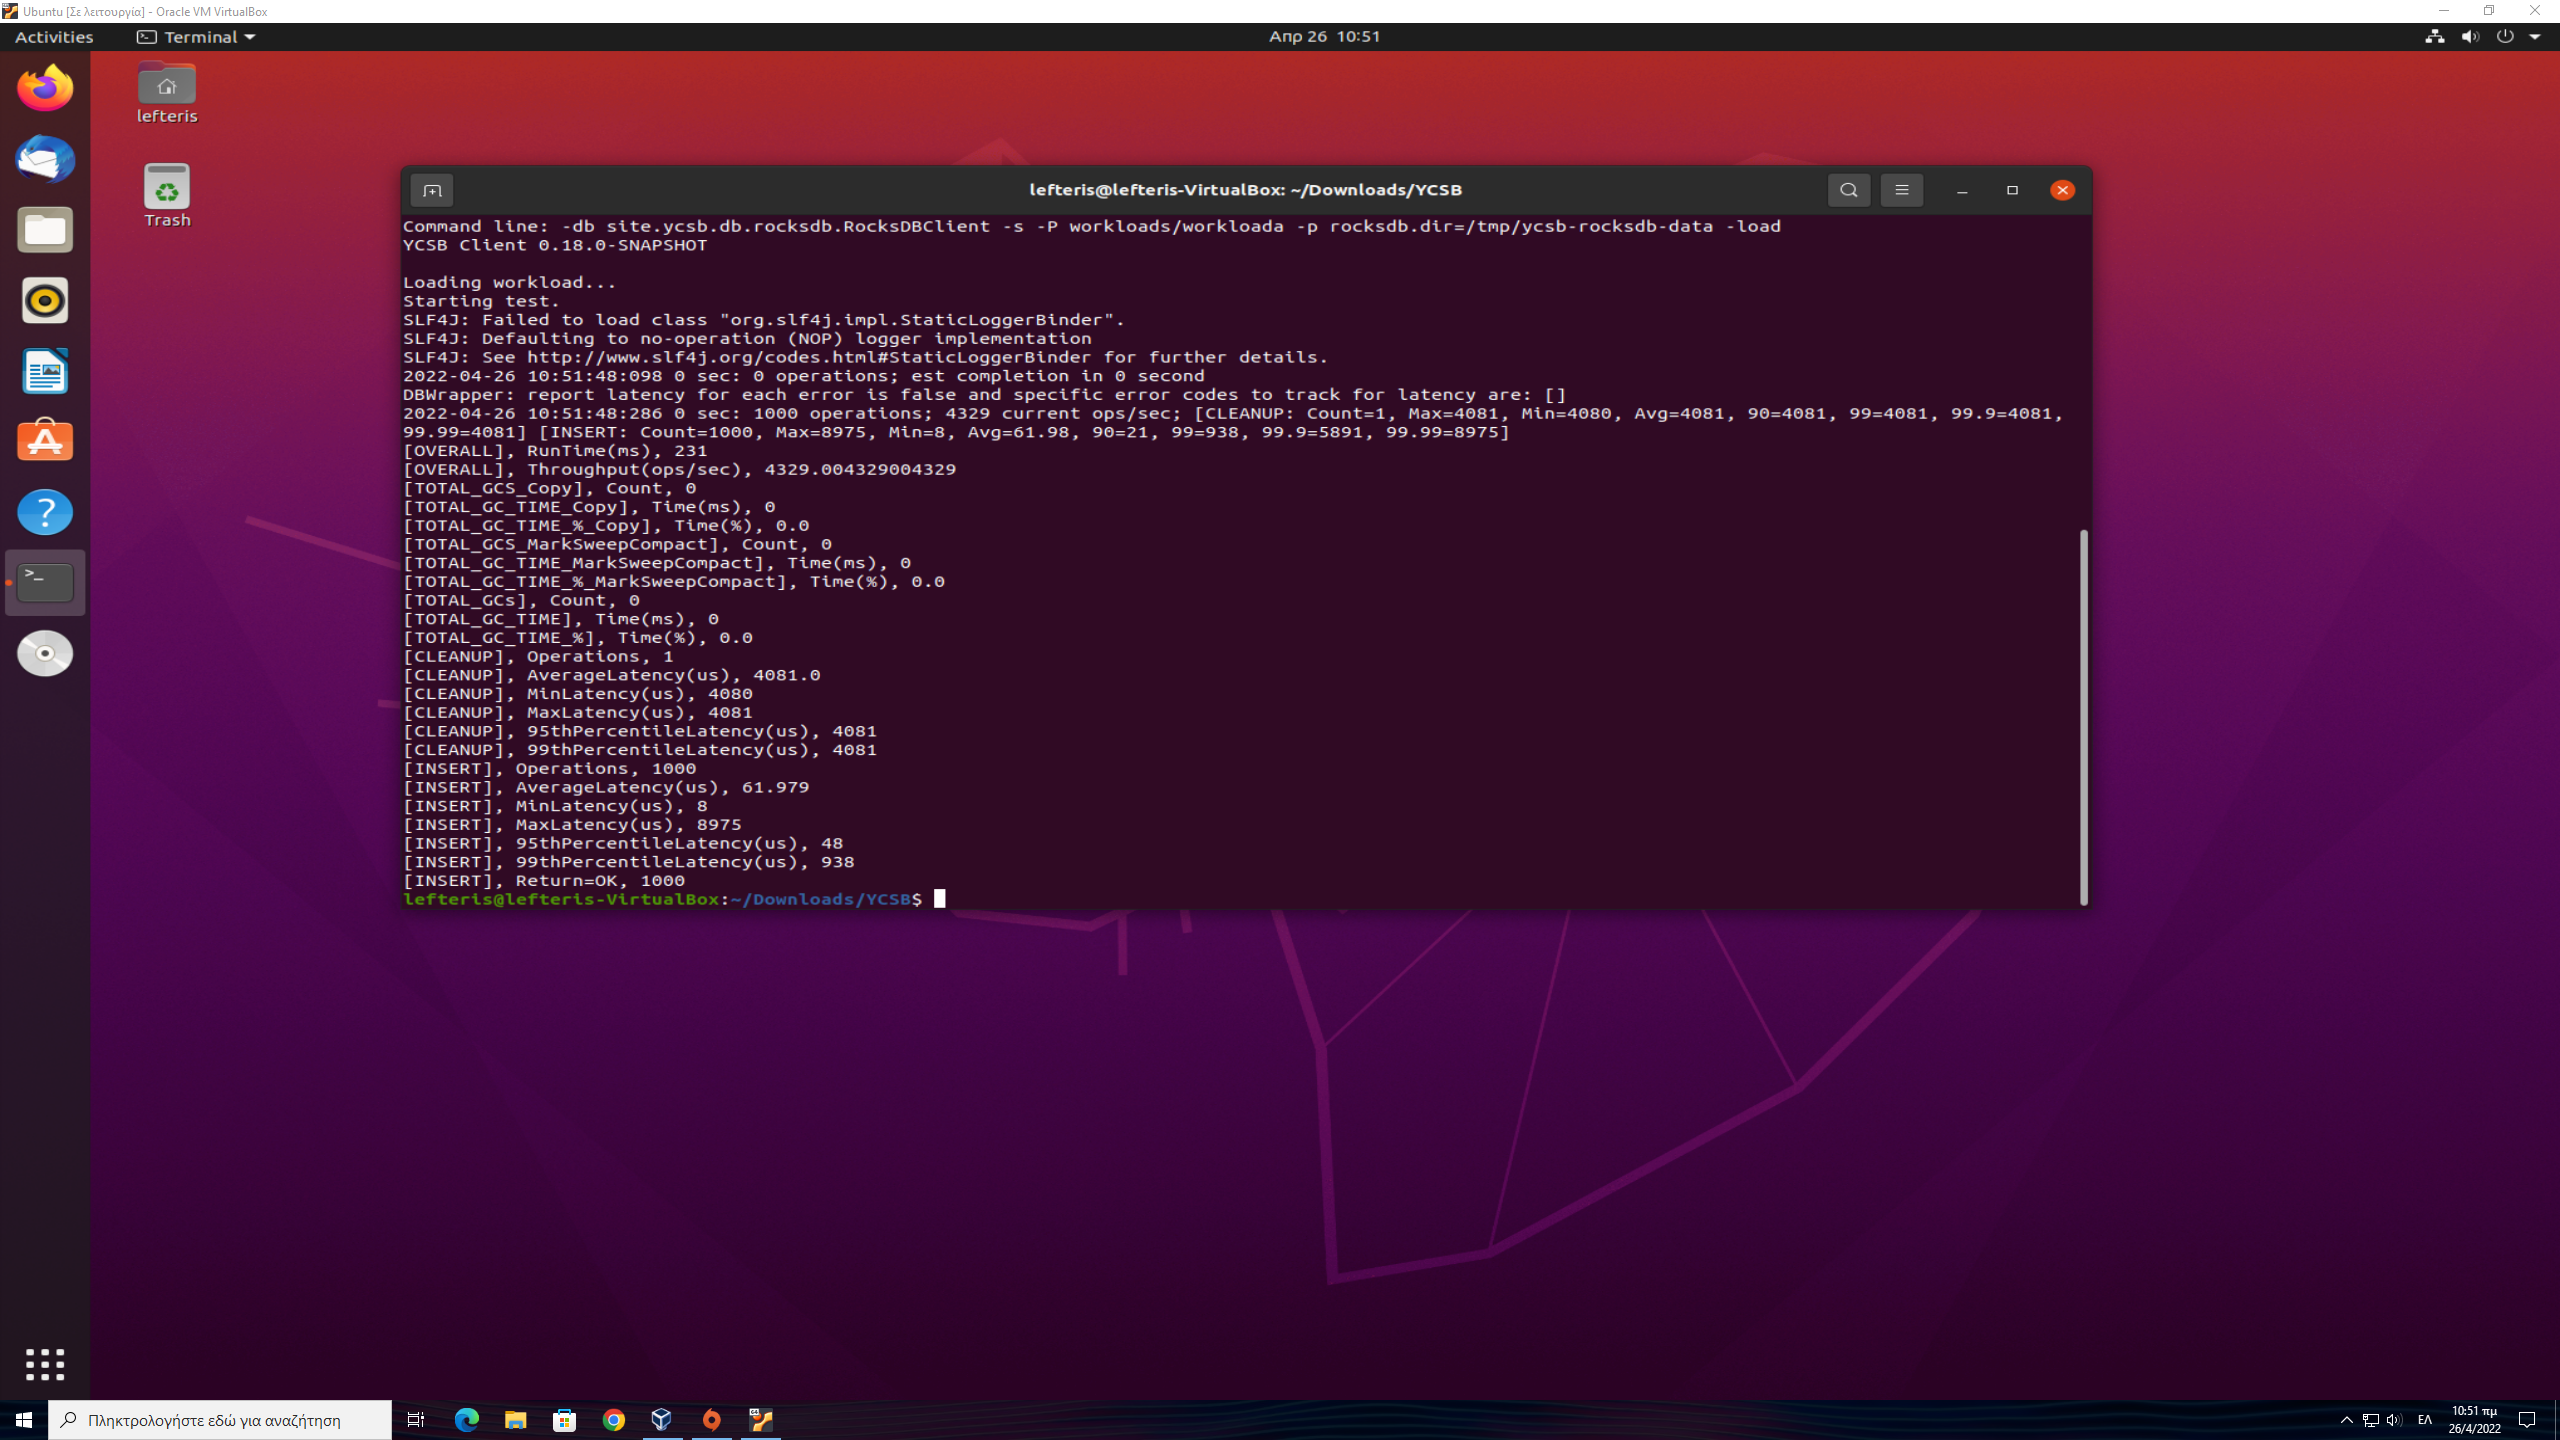 Ubuntu [Σε λειτουργία] - Oracle VM VirtualBox
Activities
Terminal
Απρ 26 10:51
lefteris
Trash
lefteris@lefteris-VirtualBox: ~/Downloads/YCSB
Command line: -db site.ycsb.db.rocksdb.RocksDBClient -s -P workloads/workloada -p rocksdb.dir=/tmp/ycsb-rocksdb-data -load
YCSB Client 0.18.0-SNAPSHOT
Loading workload...
Starting test.
SLF4J: Failed to load class "org.slf4j.impl.StaticLoggerBinder".
SLF4J: Defaulting to no-operation (NOP) logger implementation
SLF4J: See http://www.slf4j.org/codes.html#StaticLoggerBinder for further details.
2022-04-26 10:51:48:098 0 sec: 0 operations; est completion in 0 second
DBWrapper: report latency for each error is false and specific error codes to track for latency are: []
2022-04-26 10:51:48:286 0 sec: 1000 operations; 4329 current ops/sec; [CLEANUP: Count=1, Max=4081, Min=4080, Avg=4081, 90=4081, 99=4081, 99.9=4081,
99.99=4081] [INSERT: Count=1000, Max=8975, Min=8, Avg=61.98, 90=21, 99=938, 99.9=5891, 99.99=8975]
[OVERALL], RunTime(ms), 231
[OVERALL], Throughput(ops/sec), 4329.004329004329
[TOTAL_GCS_Copy], Count, 0
[TOTAL_GC_TIME_Copy], Time(ms), 0
[TOTAL_GC_TIME_%_Copy], Time(%), 0.0
[TOTAL_GCS_MarkSweepCompact], Count, 0
[TOTAL_GC_TIME_MarkSweepCompact], Time(ms), 0
[TOTAL_GC_TIME_%_MarkSweepCompact], Time(%), 0.0
[TOTAL_GCs], Count, 0
[TOTAL_GC_TIME], Time(ms), 0
[TOTAL_GC_TIME_%], Time(%), 0.0
[CLEANUP], Operations, 1
[CLEANUP], AverageLatency(us), 4081.0
[CLEANUP], MinLatency(us), 4080
[CLEANUP], MaxLatency(us), 4081
[CLEANUP], 95thPercentileLatency(us), 4081
[CLEANUP], 99thPercentileLatency(us), 4081
[INSERT], Operations, 1000
[INSERT], AverageLatency(us), 61.979
[INSERT], MinLatency(us), 8
[INSERT], MaxLatency(us), 8975
[INSERT], 95thPercentileLatency(us), 48
[INSERT], 99thPercentileLatency(us), 938
[INSERT], Return=OK, 1000
lefteris@lefteris-VirtualBox:~/Downloads/YCSB$
Πληκτρολογήστε εδώ για αναζήτηση
ΕΛ
10:51 πμ
26/4/2022